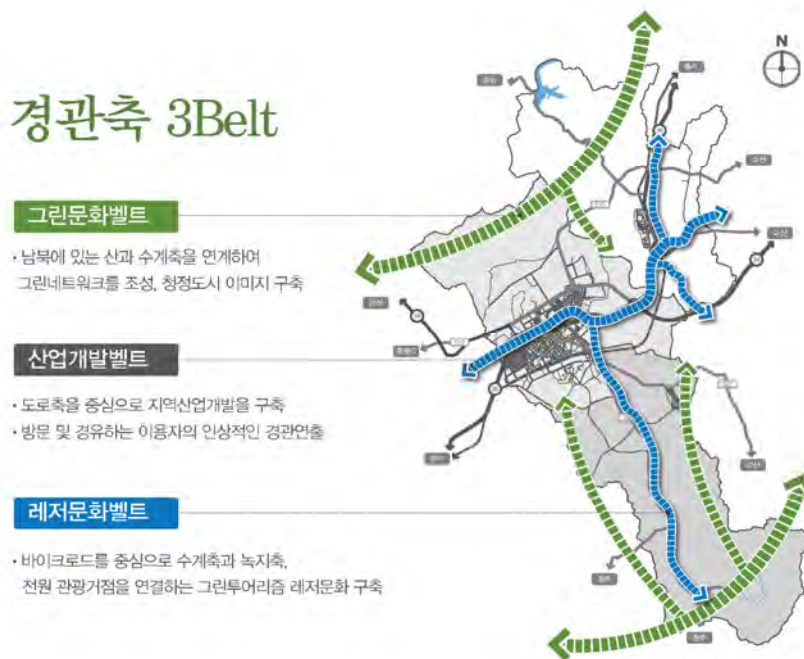 경관축 3Belt
N
그린문화벨트
• 남북에 있는 산과 수계축을 연계하여
그린네트워크를 조성, 청정도시 이미지 구축
산업개발벨트
• 도로축을 중심으로 지역산업개발을 구축
• 방문 및 경유하는 이용자의 인상적인 경관연출
레저문화벨트
• 바이크로드를 중심으로 수계축과 녹지축,
전원 관광거점을 연결하는 그린투어리즘 레저문화 구축